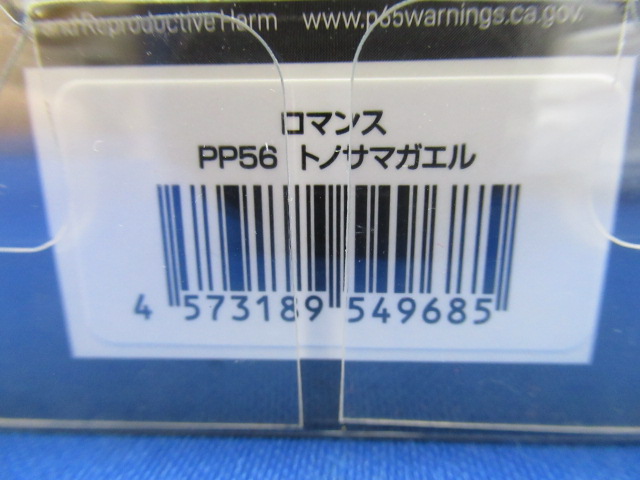 and Reproductive Harm www.p65warnings.ca.gov.
ロマンス
PP56 トノサマガエル
4 573189 549685